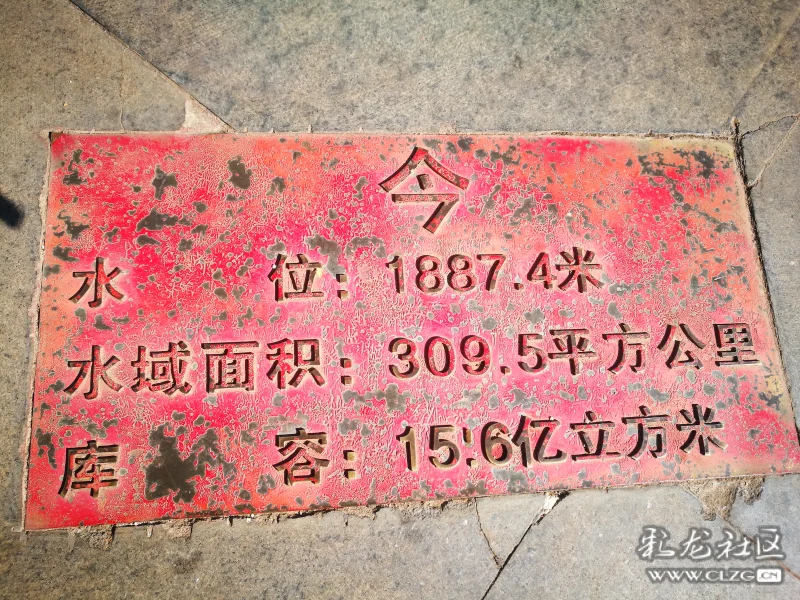 今
水 位：1887.4米
水域面积：309.5平方公里
库 容：15.6亿立方米
彩龙社区
WWW.CLZG.CN